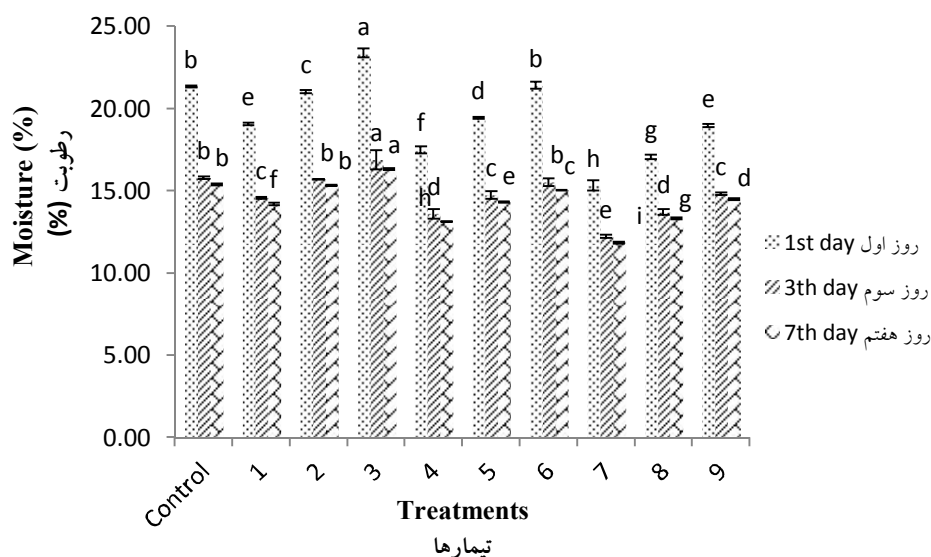 Moisture (%)
رطوبت (%)
25.00
20.00
15.00
10.00
5.00
0.00
b b b
e c f
c b b
a a a
f d h
d c e
b b c
h e i
g d g
e c d
Control 1 2 3 4 5 6 7 8 9
Treatments
تیمارها
1st day روز اول
3th day روز سوم
7th day روز هفتم